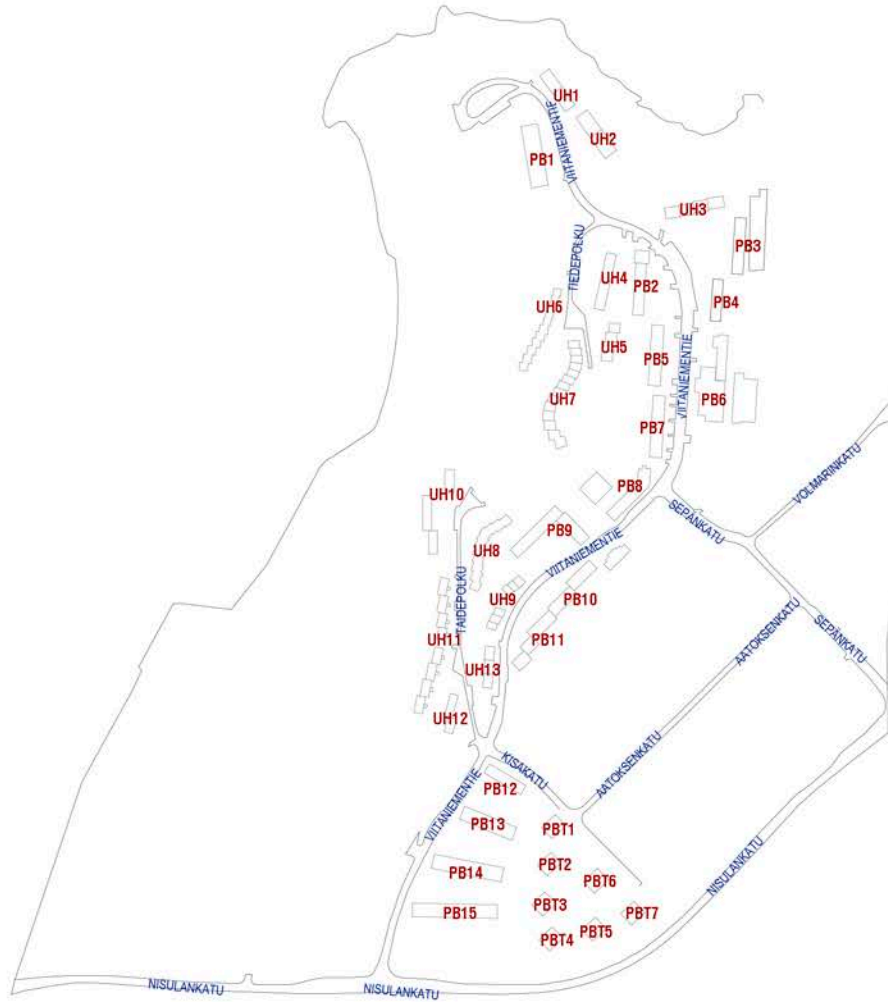 UH1
UH2
VIITANIEMENTIE
PB1
UH3
PB3
TIEDEPOLKU
UH4
PB2
PB4
UH6
UH5
PB5
VIITANIEMENTIE
UH7
PB6
PB7
VOLMARINKATU
UH10
PB8
SEPÄNKATU
PB9
UH8
VIITANIEMENTIE
TAIDEPOLKU
UH9
PB10
UH11
PB11
AATOKSENKATU
SEPÄNKATU
UH13
UH12
KISAKATU
AATOKSENKATU
PB12
VIITANIEMENTIE
PB13
PBT1
PB14
PBT2
PBT6
NISULANKATU
PBT3
PB15
PBT7
PBT5
PBT4
NISULANKATU
NISULANKATU